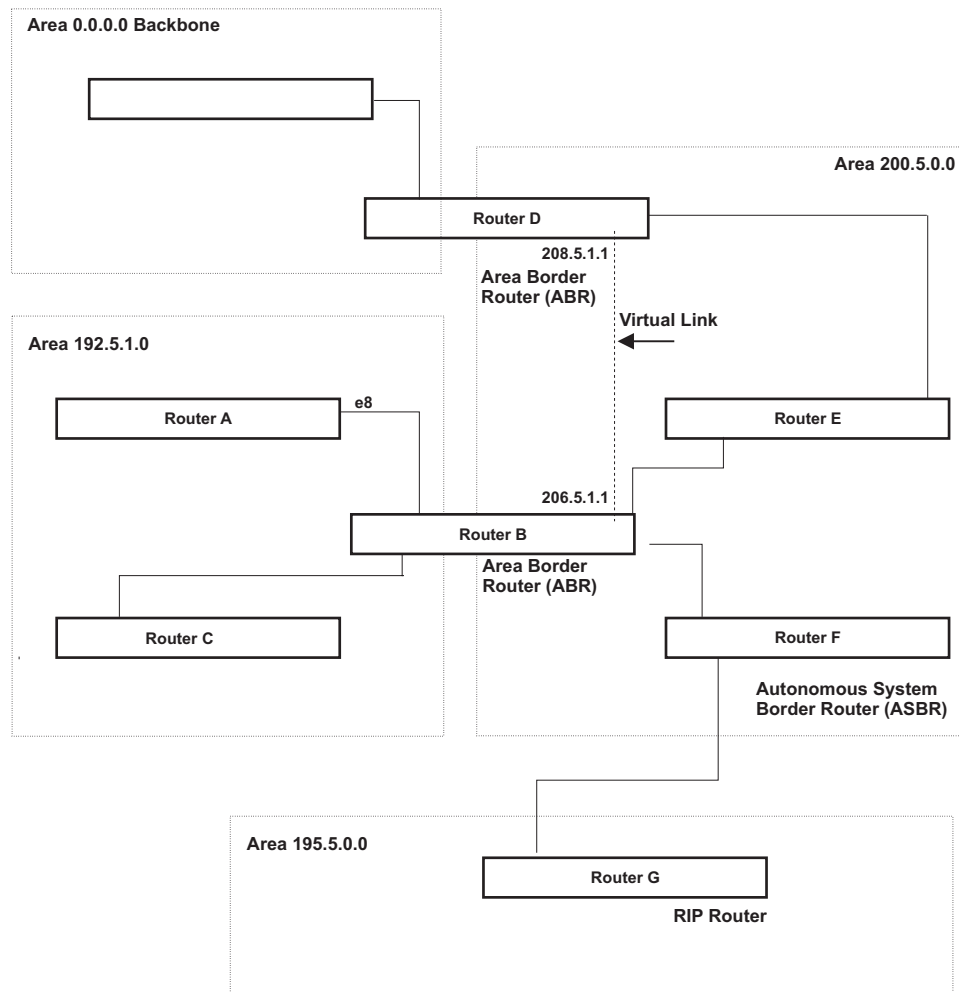 Area 0.0.0.0 Backbone
Area 200.5.0.0
Router D
208.5.1.1
Area Border
Router (ABR)
Virtual Link
Area 192.5.1.0
e8
Router A
Router E
206.5.1.1
Router B
Area Border
Router (ABR)
Router C
Router F
Autonomous System
Border Router (ASBR)
Area 195.5.0.0
Router G
RIP Router